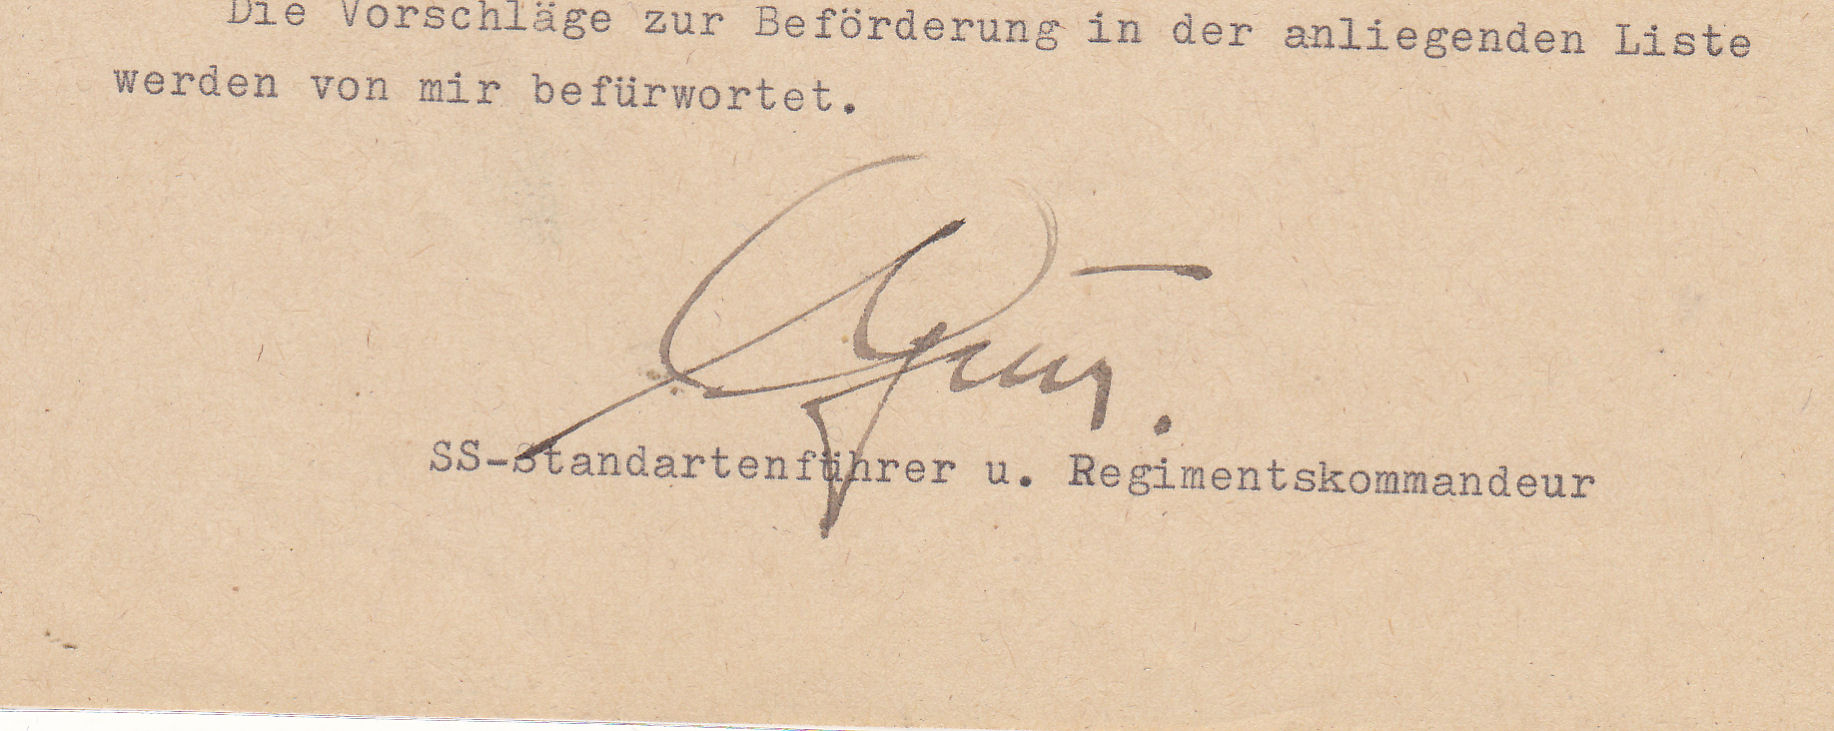 Die Vorschläge zur Beförderung in der anliegenden Liste
werden von mir befürwortet.
SS-Standartenführer u. Regimentskommandeur